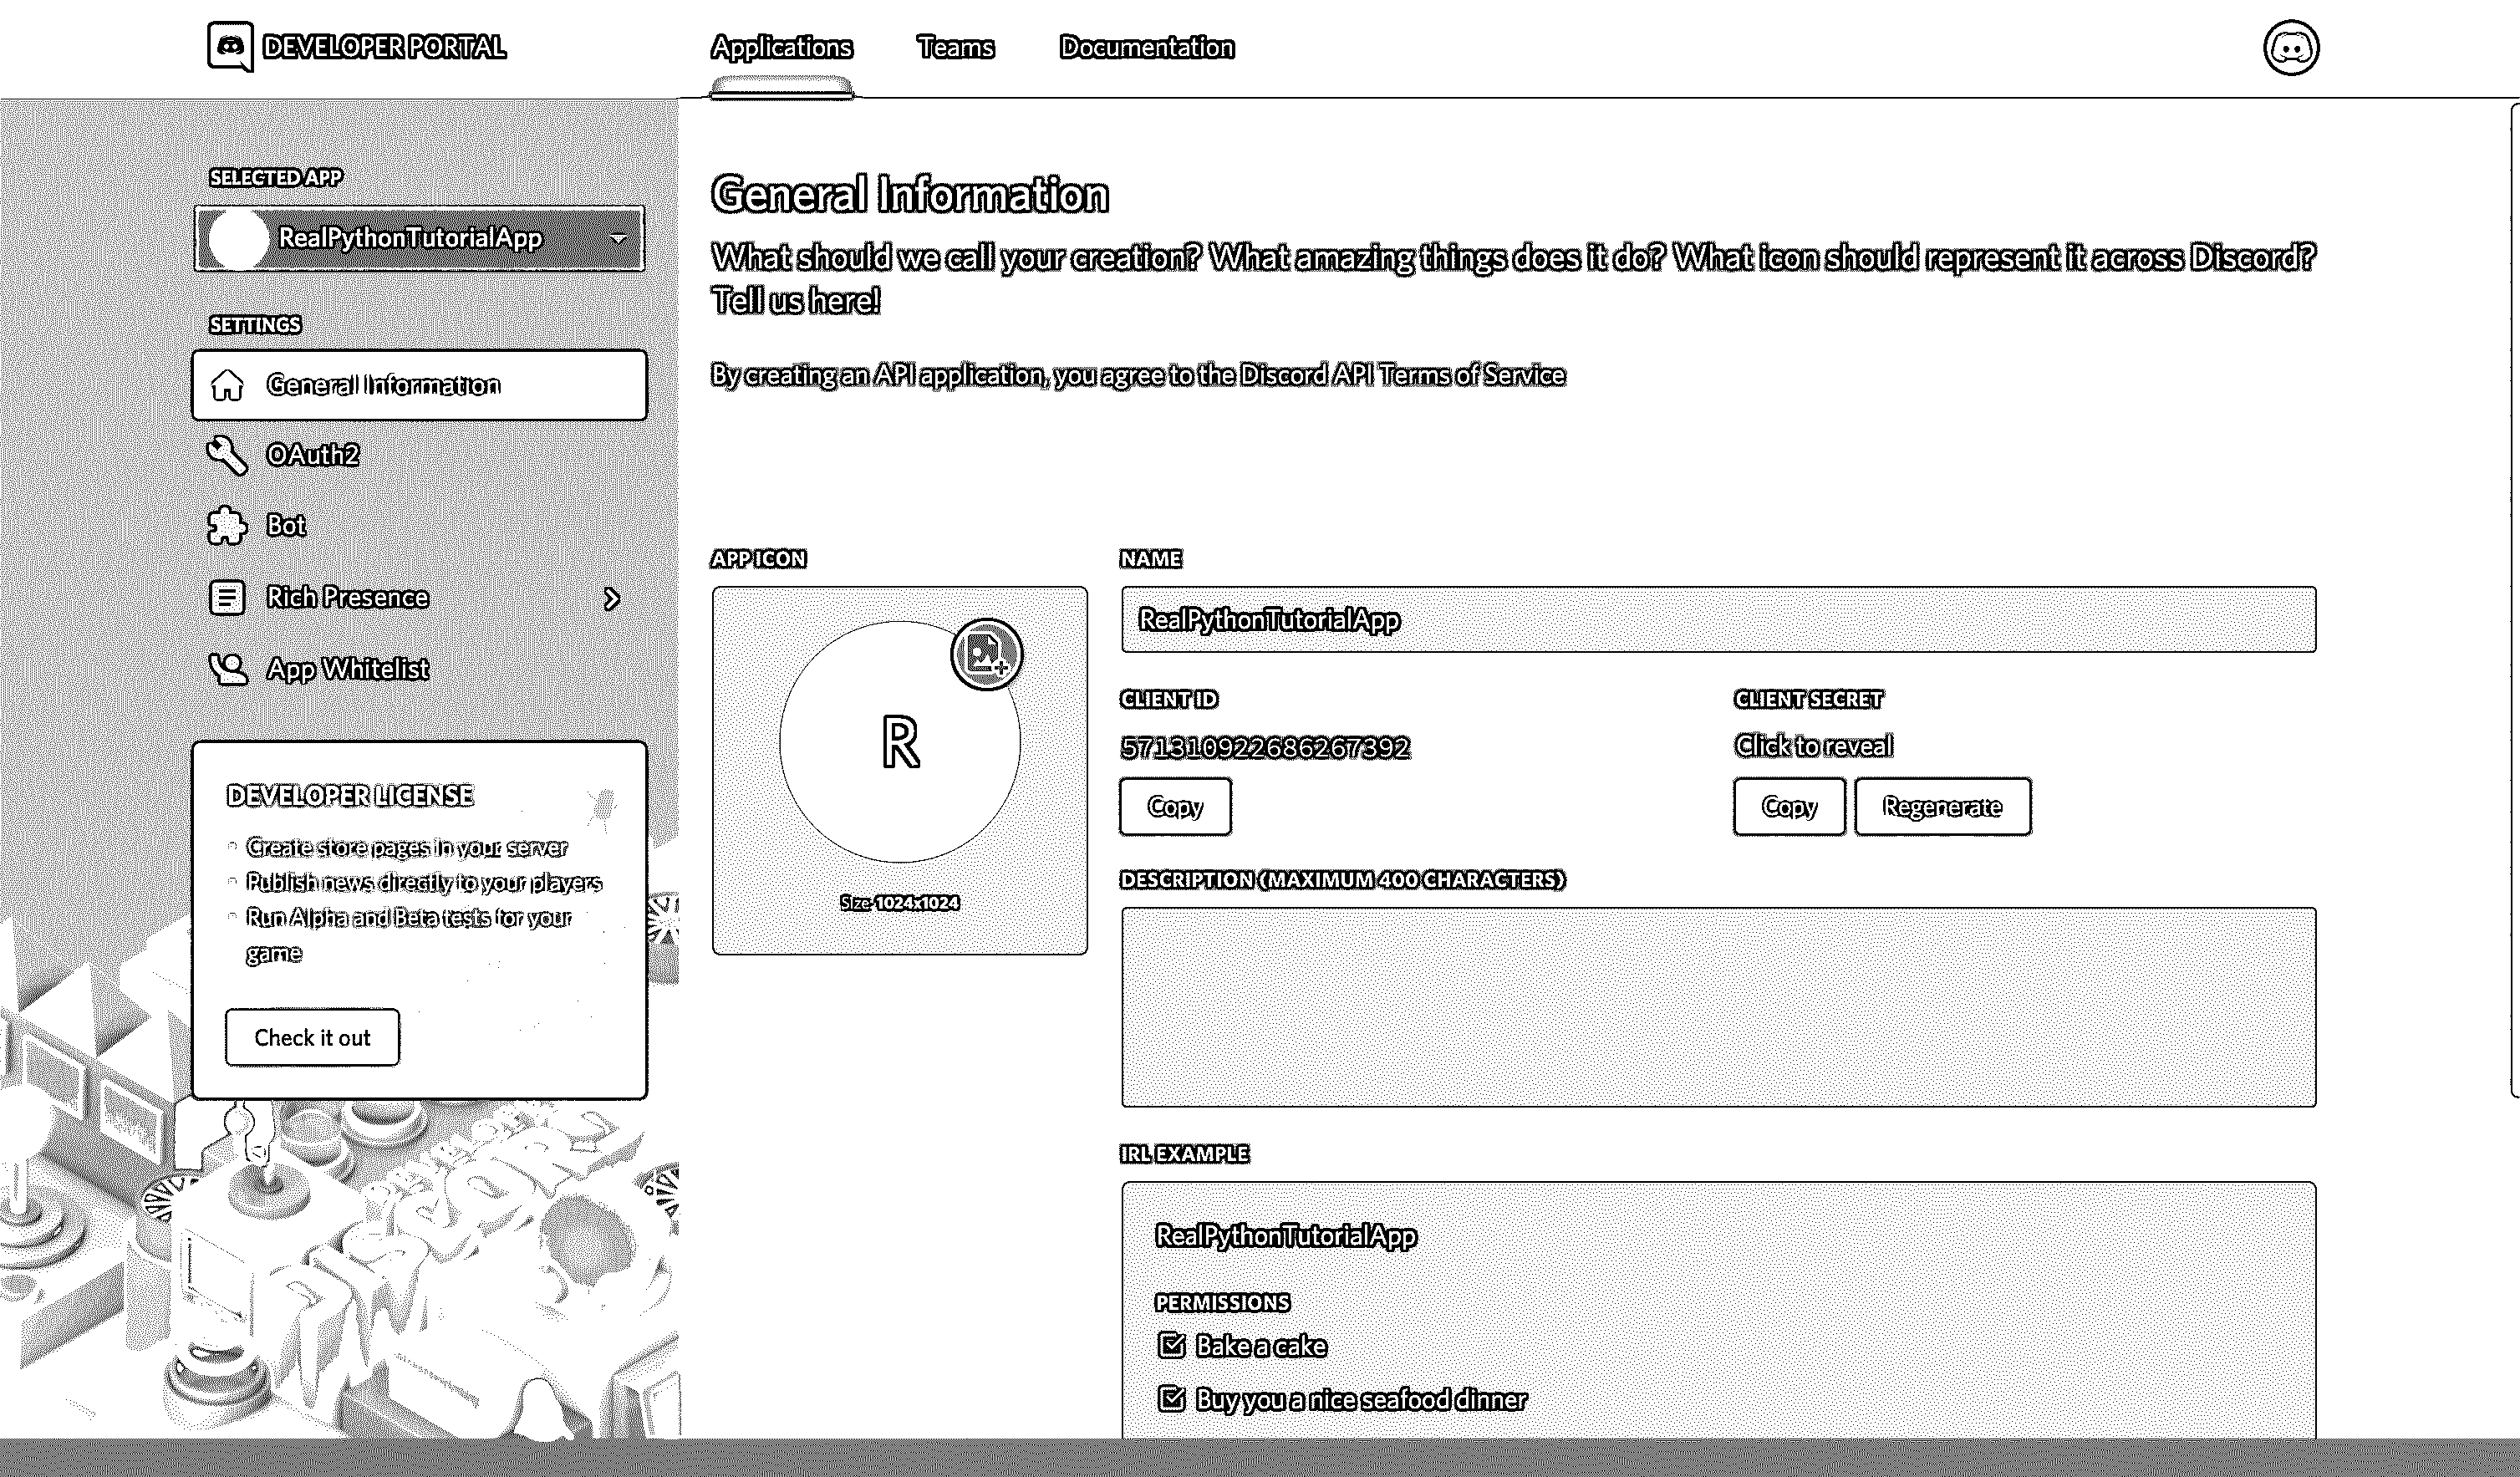 DEVELOPER PORTAL
Applications
Teams
Documentation
SELECTED APP
RealPythonTutorialApp
SETTINGS
General Information
OAuth2
Bot
Rich Presence
App Whitelist
DEVELOPER LICENSE
Create store pages in your server
Publish news directly to your players
Run Alpha and Beta tests for your
game
Check it out
General Information
What should we call your creation? What amazing things does it do? What icon should represent it across Discord?
Tell us here!
By creating an API application, you agree to the Discord API Terms of Service
APP ICON
R
Size: 1024x1024
NAME
RealPythonTutorialApp
CLIENT ID
571310922686267392
Copy
CLIENT SECRET
Click to reveal
Copy
Regenerate
DESCRIPTION (MAXIMUM 400 CHARACTERS)
IRL EXAMPLE
RealPythonTutorialApp
PERMISSIONS
Bake a cake
Buy you a nice seafood dinner